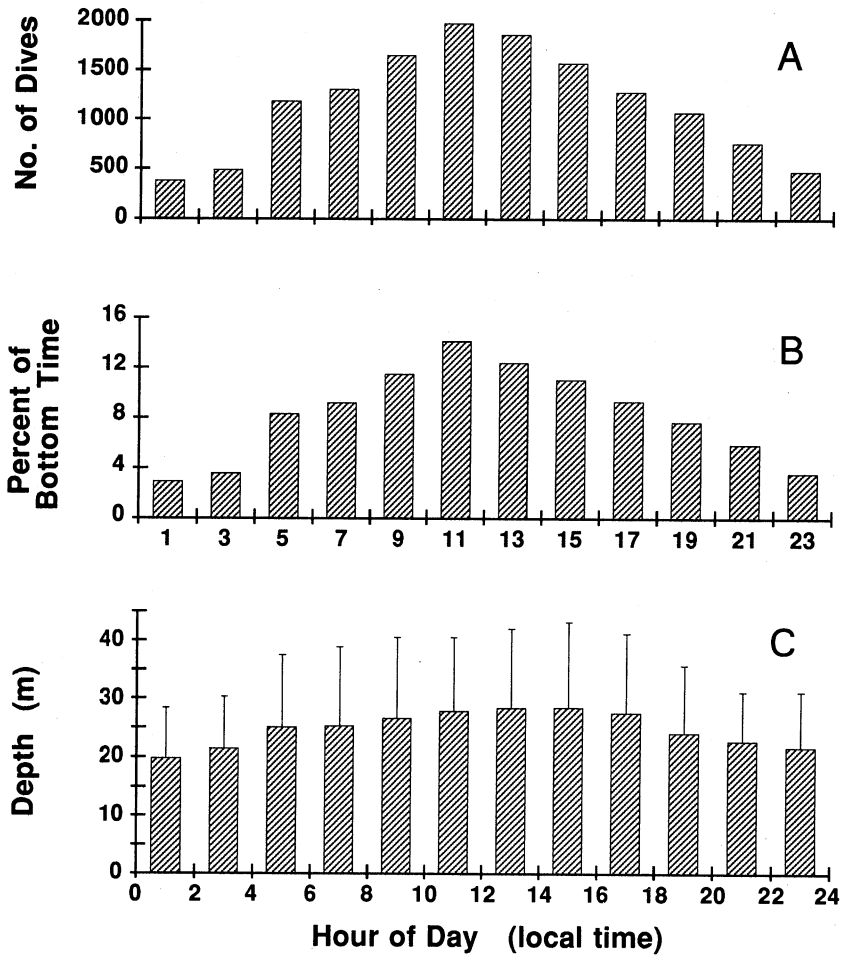 No. of Dives
2000
1500
1000
500
0
A
Percent of
Bottom Time
16
12
8
4
0
B
1 3 5 7 9 11 13 15 17 19 21 23
Depth (m)
40
30
20
10
0
C
0 2 4 6 8 10 12 14 16 18 20 22 24
Hour of Day (local time)